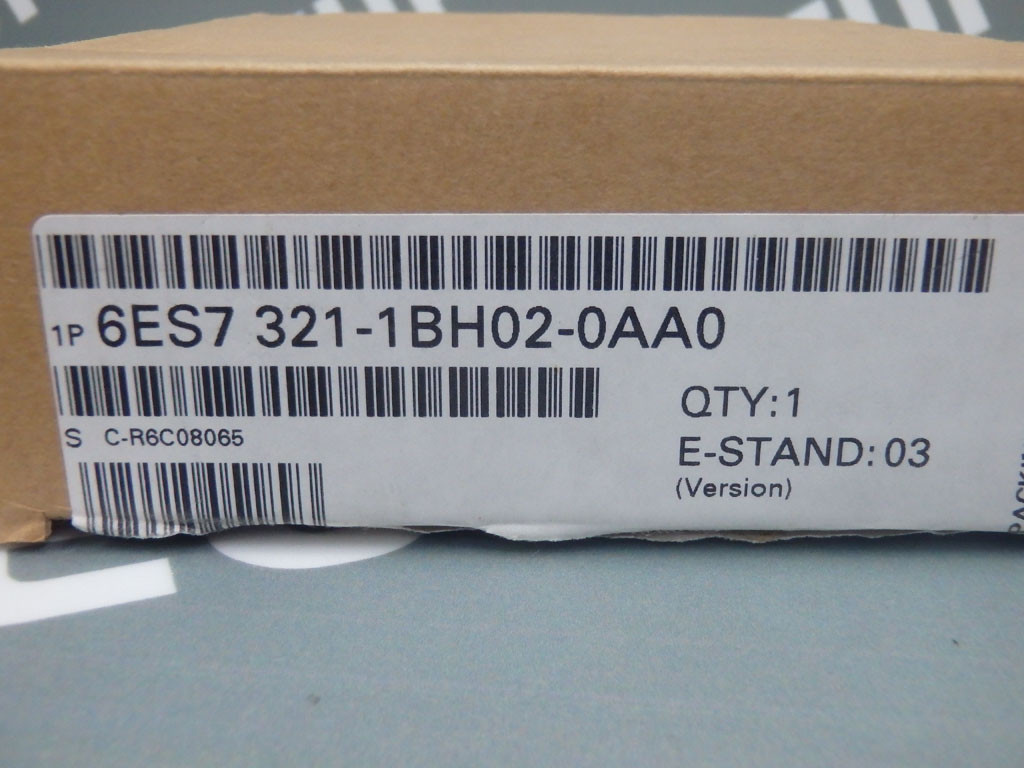 1P 6ES7 321-1BH02-0AA0
S C-R6C08065
QTY: 1
E-STAND: 03
(Version)